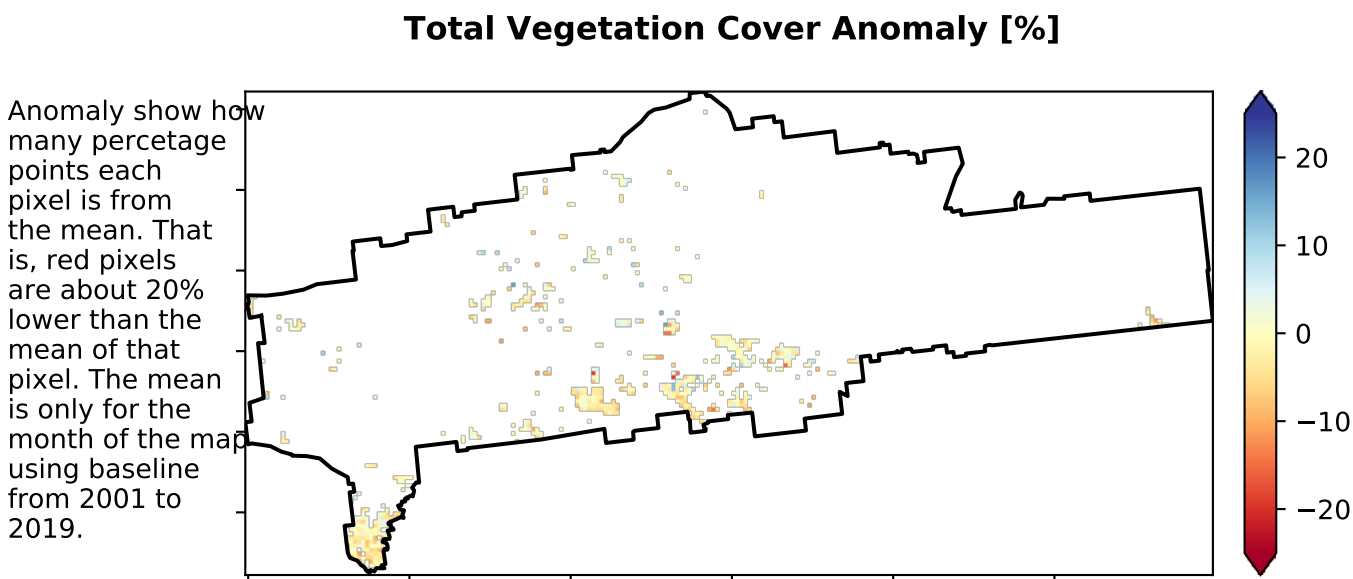 Total Vegetation Cover Anomaly [%]
Anomaly show how
many percetage
points each
pixel is from
the mean. That
is, red pixels
are about 20%
lower than the
mean of that
pixel. The mean
is only for the
month of the map
using baseline
from 2001 to
2019.
20
10
0
−10
−20